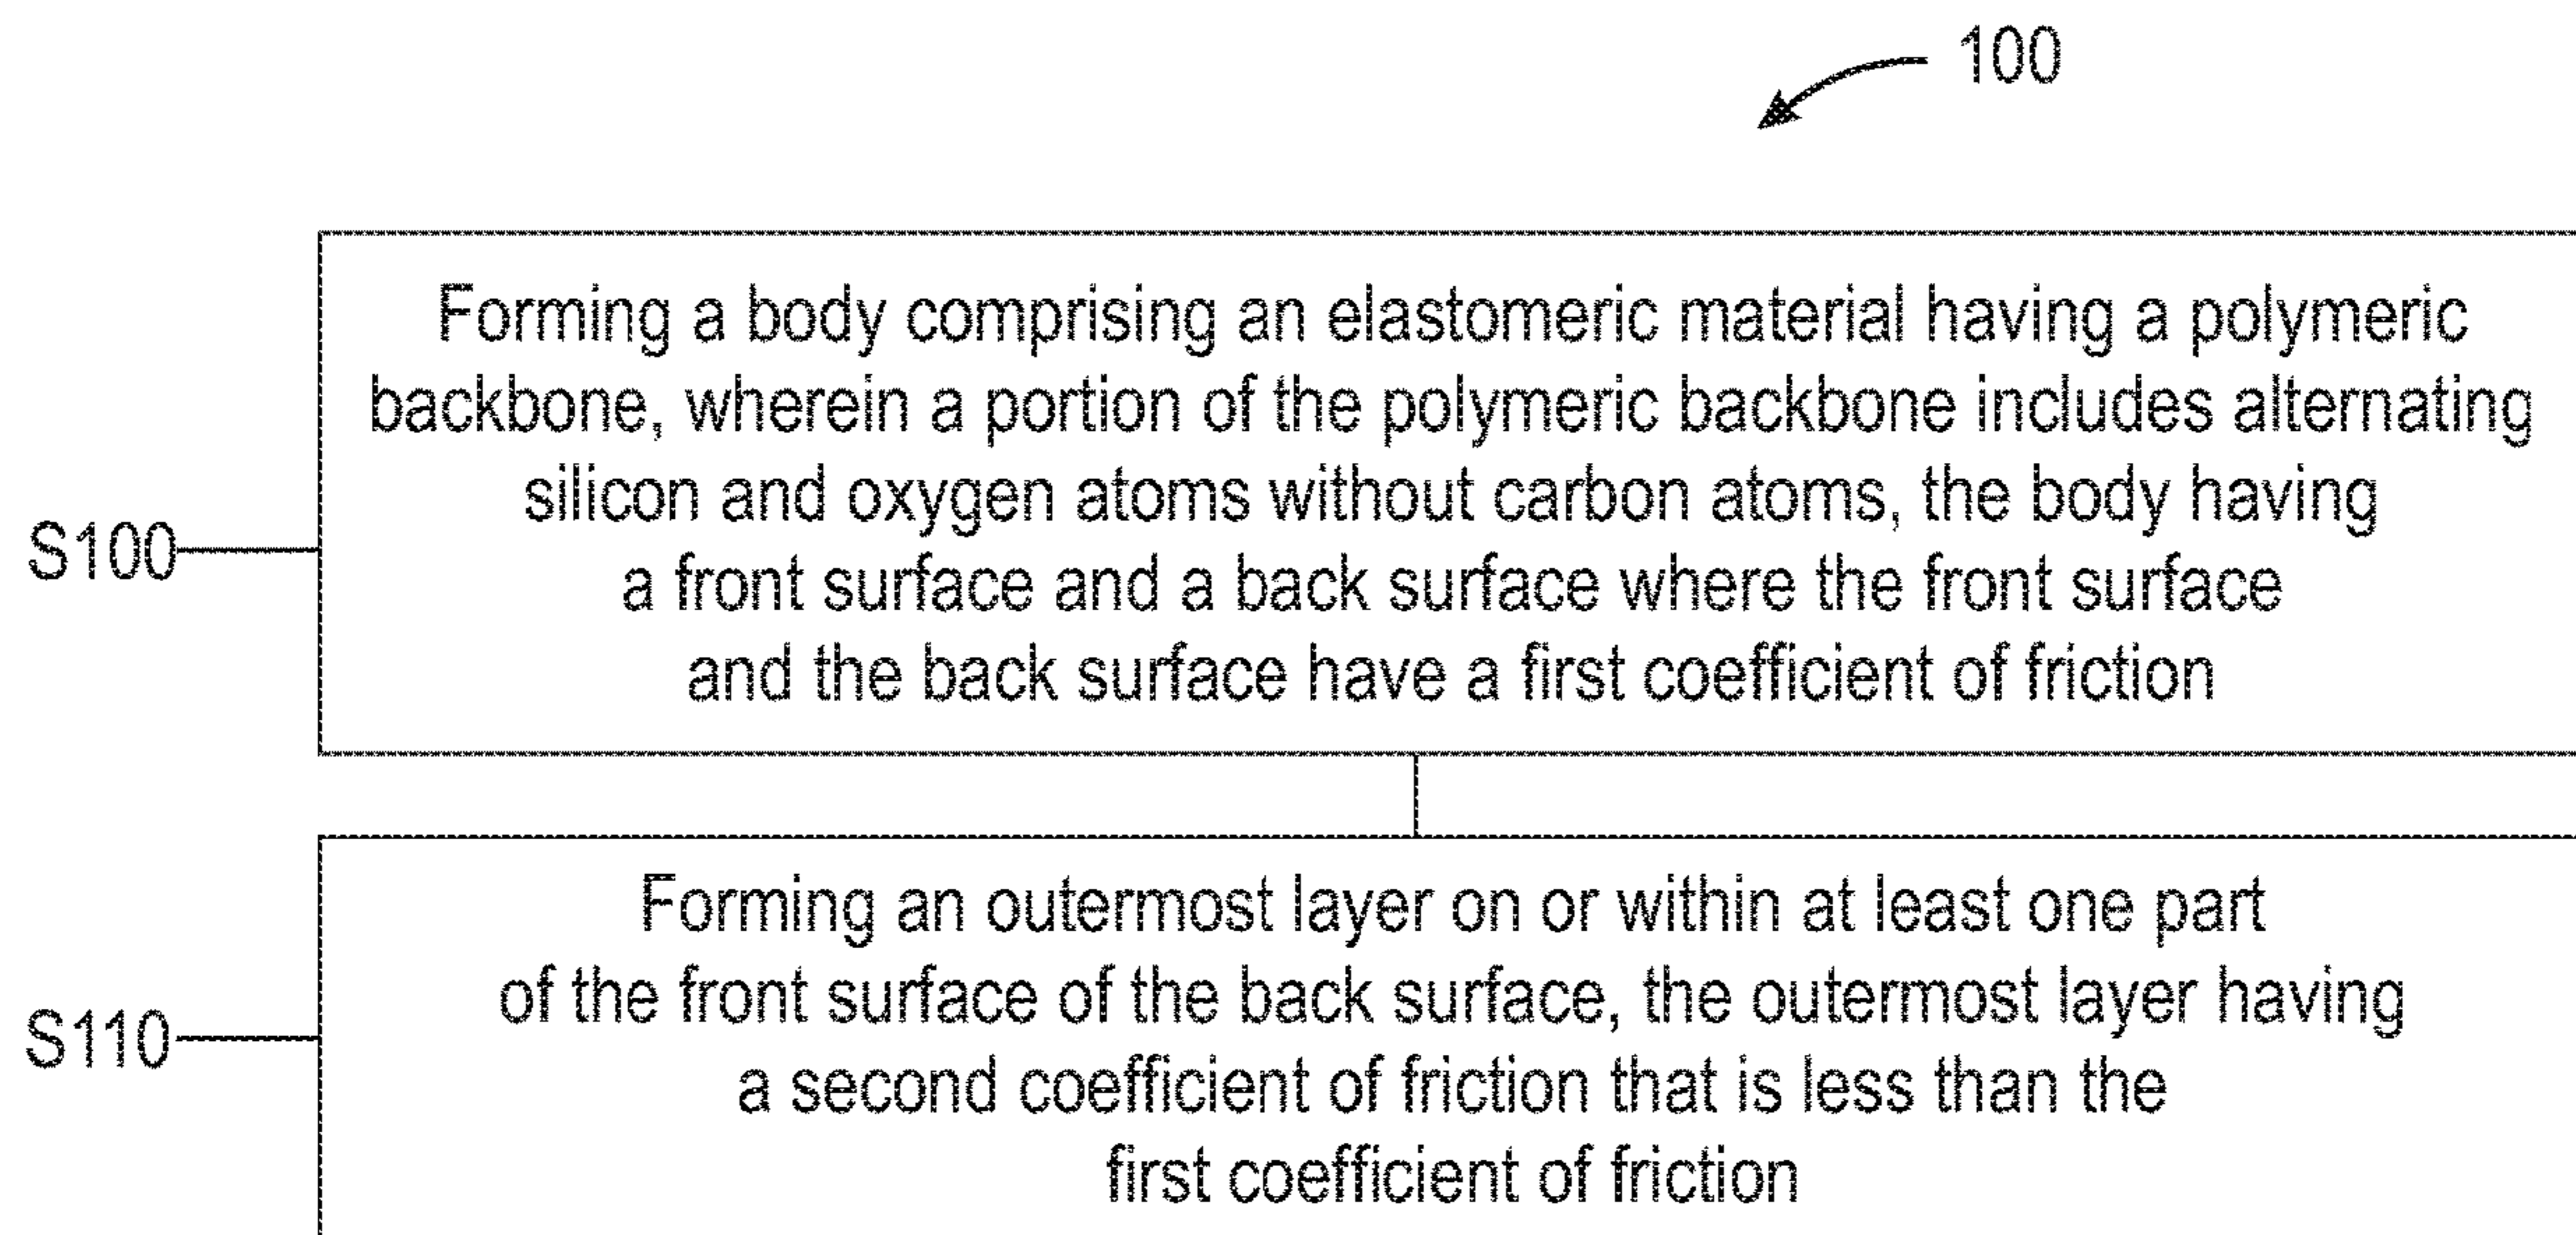 100
Forming a body comprising an elastomeric material having a polymeric
backbone, wherein a portion of the polymeric backbone includes alternating
silicon and oxygen atoms without carbon atoms, the body having
a front surface and a back surface where the front surface
and the back surface have a first coefficient of friction
S100
Forming an outermost layer on or within at least one part
of the front surface of the back surface, the outermost layer having
a second coefficient of friction that is less than the
first coefficient of friction
S110